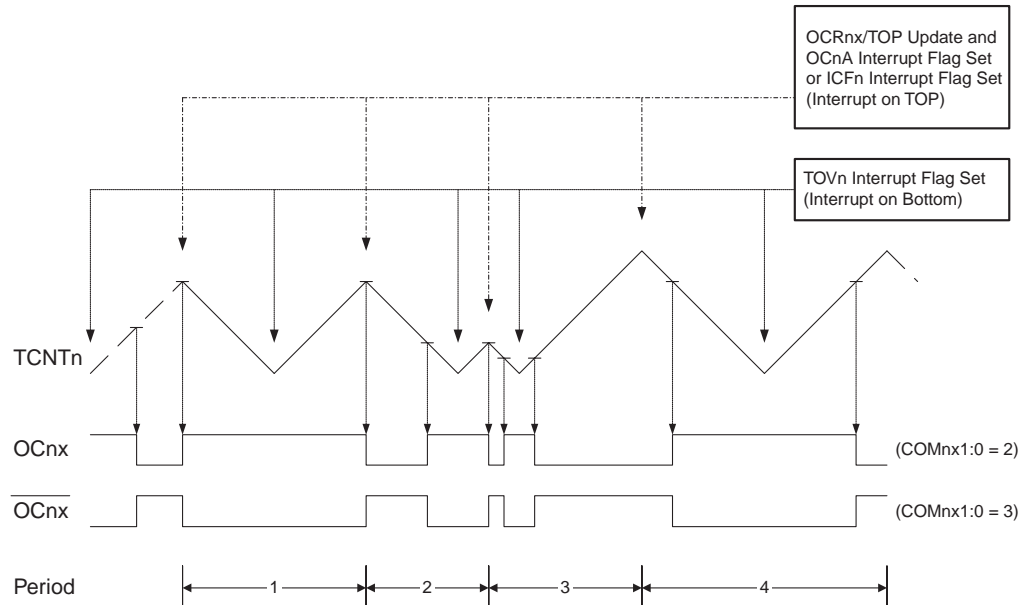 OCRnx/TOP Update and
OCnA Interrupt Flag Set
or ICFn Interrupt Flag Set
(Interrupt on TOP)
TOVn Interrupt Flag Set
(Interrupt on Bottom)
TCNTn
OCnx
(COMnx1:0 = 2)
OCnx
(COMnx1:0 = 3)
Period
1
2
3
4